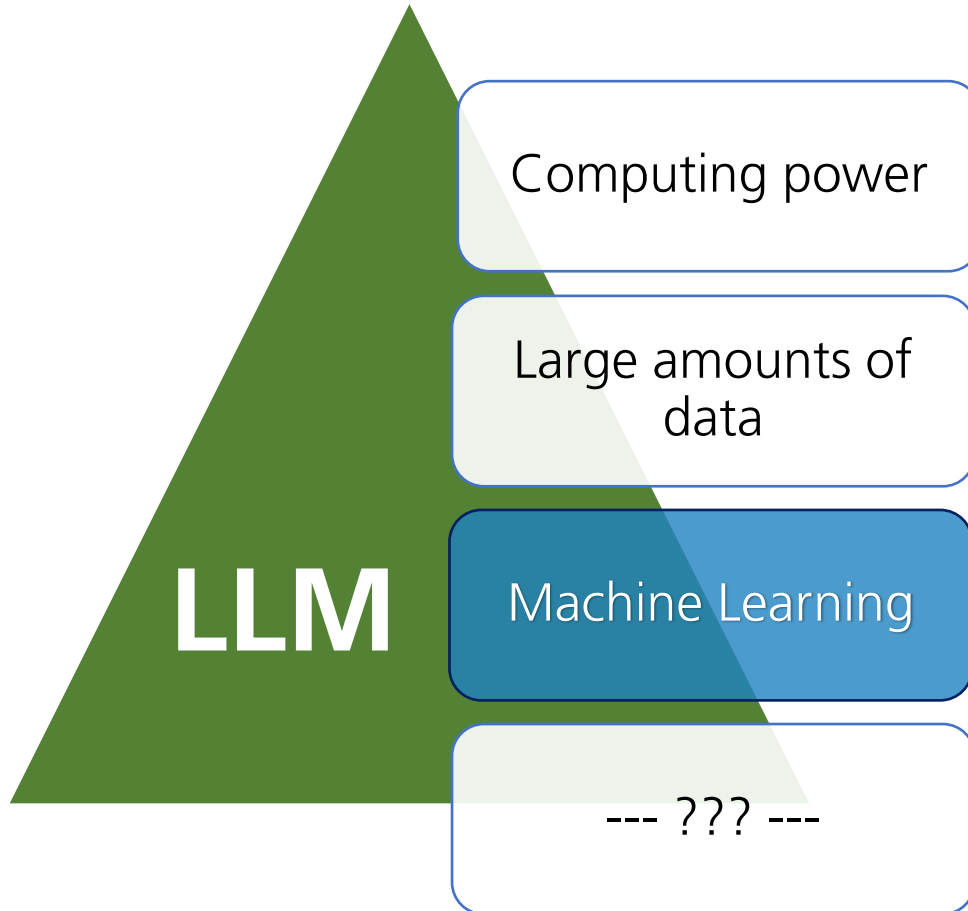 Computing power
Large amounts of
data
LLM
Machine Learning
--- ??? ---